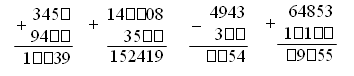 345□ 14□□08 4943 64853
+ 94□□ + 35□□ - 3□□ + 1□1□□
1□□39 152419 □□54 □9□55